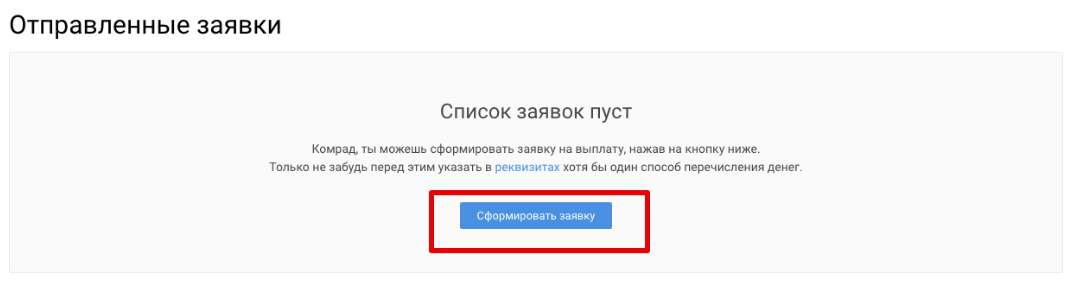 Отправленные заявки
Список заявок пуст
Комрад, ты можешь сформировать заявку на выплату, нажав на кнопку ниже.
Только не забудь перед этим указать в реквизитах хотя бы один способ перечисления денег.
Сформировать заявку